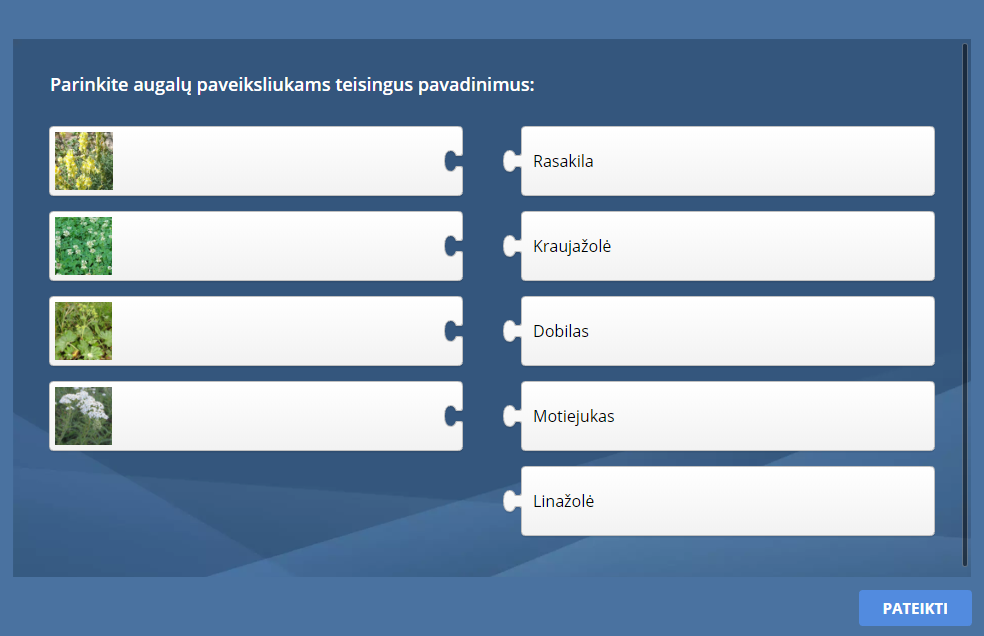 Parinkite augalų paveiksliukams teisingus pavadinimus:
Rasakila
Kraujažolė
Dobilas
Motiejukas
Linažolė
PATEIKTI